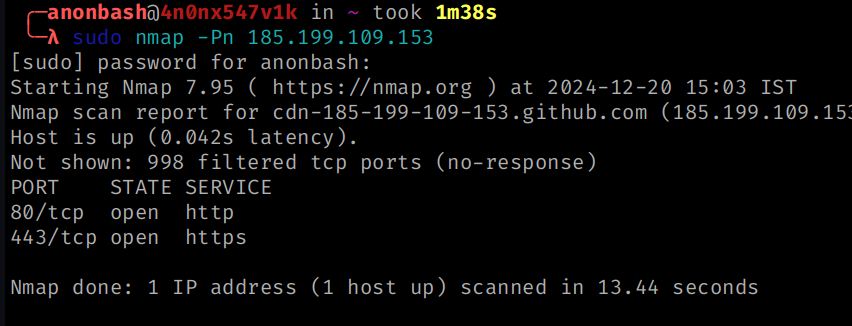 ╭─anonbash@4n0nx547v1k in ~ took 1m38s
╰─λ sudo nmap -Pn 185.199.109.153
[sudo] password for anonbash:
Starting Nmap 7.95 ( https://nmap.org ) at 2024-12-20 15:03 IST
Nmap scan report for cdn-185-199-109-153.github.com (185.199.109.153
Host is up (0.042s latency).
Not shown: 998 filtered tcp ports (no-response)
PORT    STATE SERVICE
80/tcp  open  http
443/tcp open  https
Nmap done: 1 IP address (1 host up) scanned in 13.44 seconds